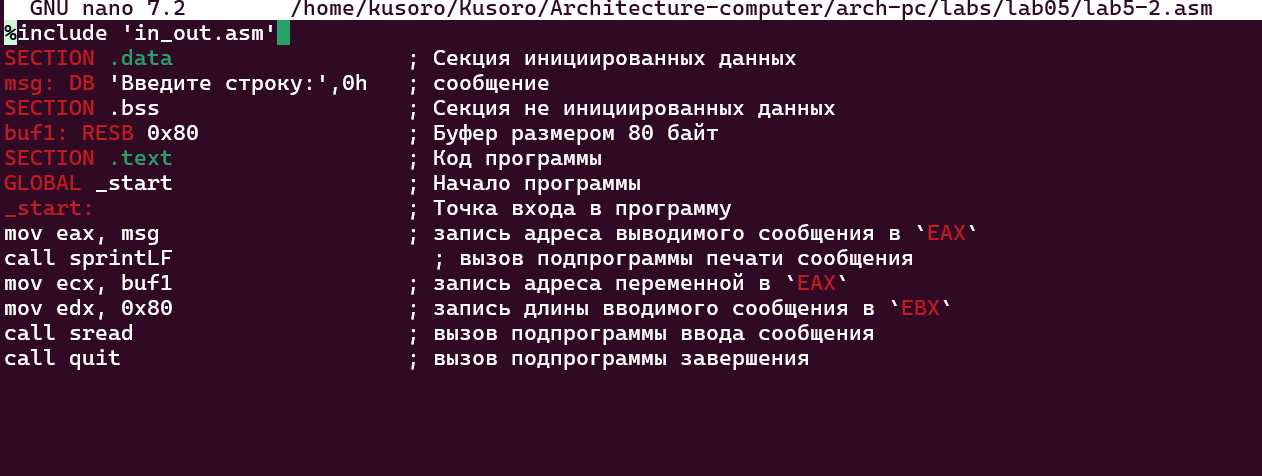 GNU nano 7.2 /home/kusoro/Kusoro/Architecture-computer/arch-pc/labs/lab05/lab5-2.asm
%include 'in_out.asm'
SECTION .data ; Секция инициированных данных
msg: DB 'Введите строку:',0h ; сообщение
SECTION .bss ; Секция не инициированных данных
buf1: RESB 0x80 ; Буфер размером 80 байт
SECTION .text ; Код программы
GLOBAL _start ; Начало программы
_start: ; Точка входа в программу
mov eax, msg ; запись адреса выводимого сообщения в `EAX`
call sprintLF ; вызов подпрограммы печати сообщения
mov ecx, buf1 ; запись адреса переменной в `EAX`
mov edx, 0x80 ; запись длины вводимого сообщения в `EBX`
call sread ; вызов подпрограммы ввода сообщения
call quit ; вызов подпрограммы завершения